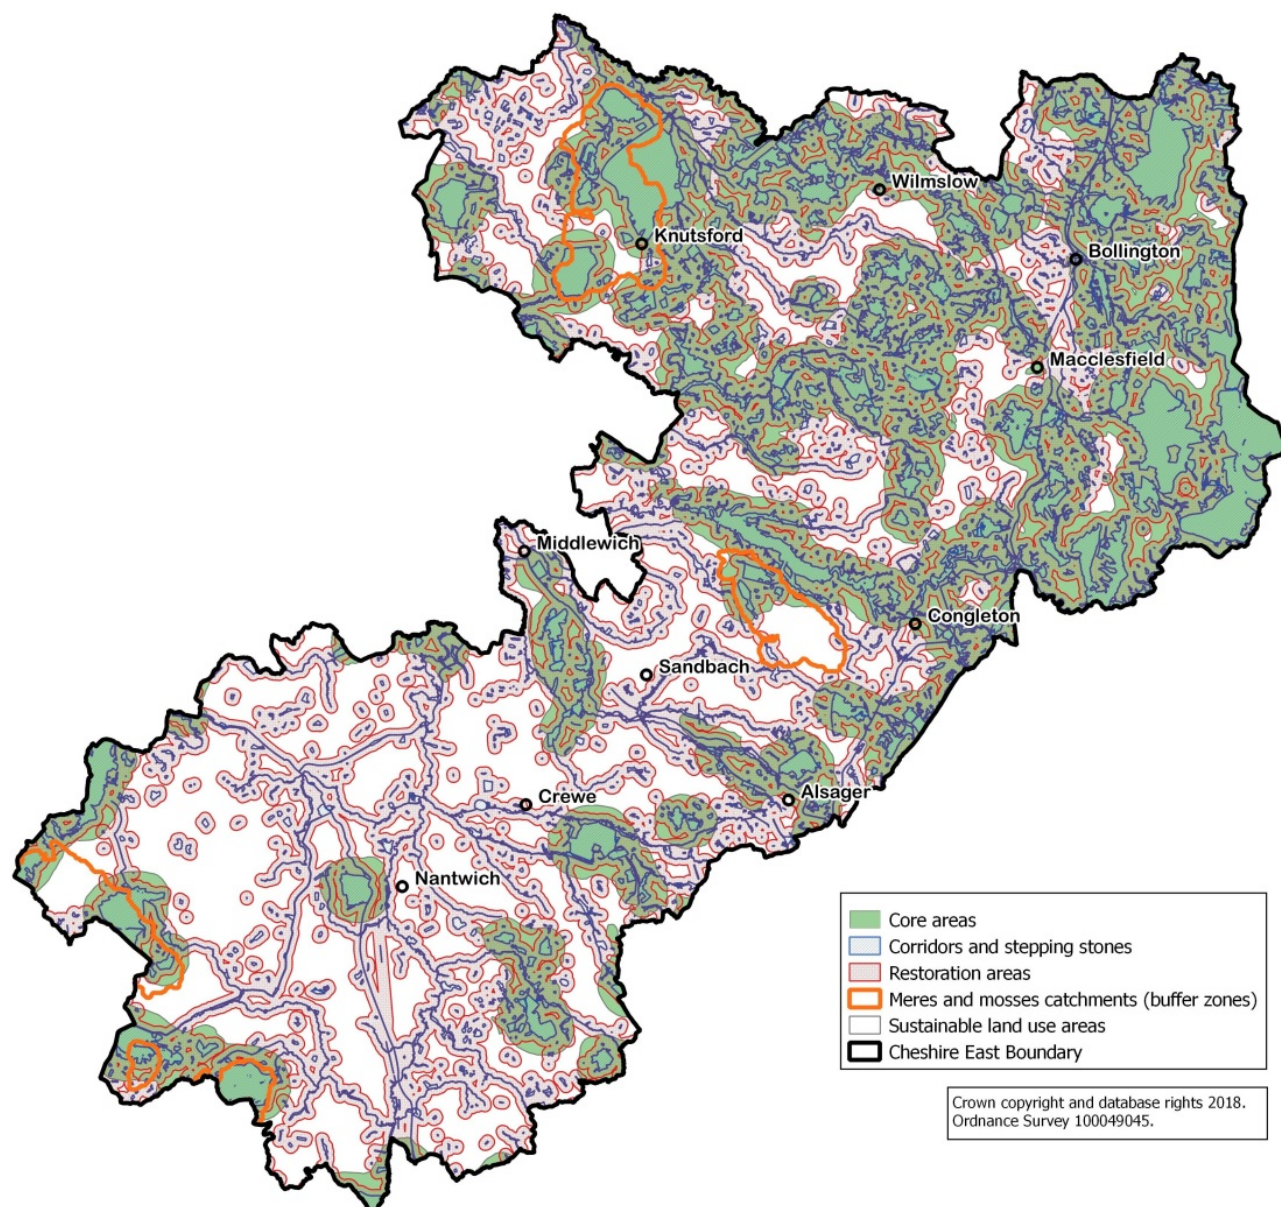 Wilmslow
Knutsford
Bollington
Macclesfield
Middlewich
Congleton
Sandbach
Crewe
Alsager
Nantwich
Core areas
Corridors and stepping stones
Restoration areas
Meres and mosses catchments (buffer zones)
Sustainable land use areas
Cheshire East Boundary
Crown copyright and database rights 2018.
Ordnance Survey 100049045.